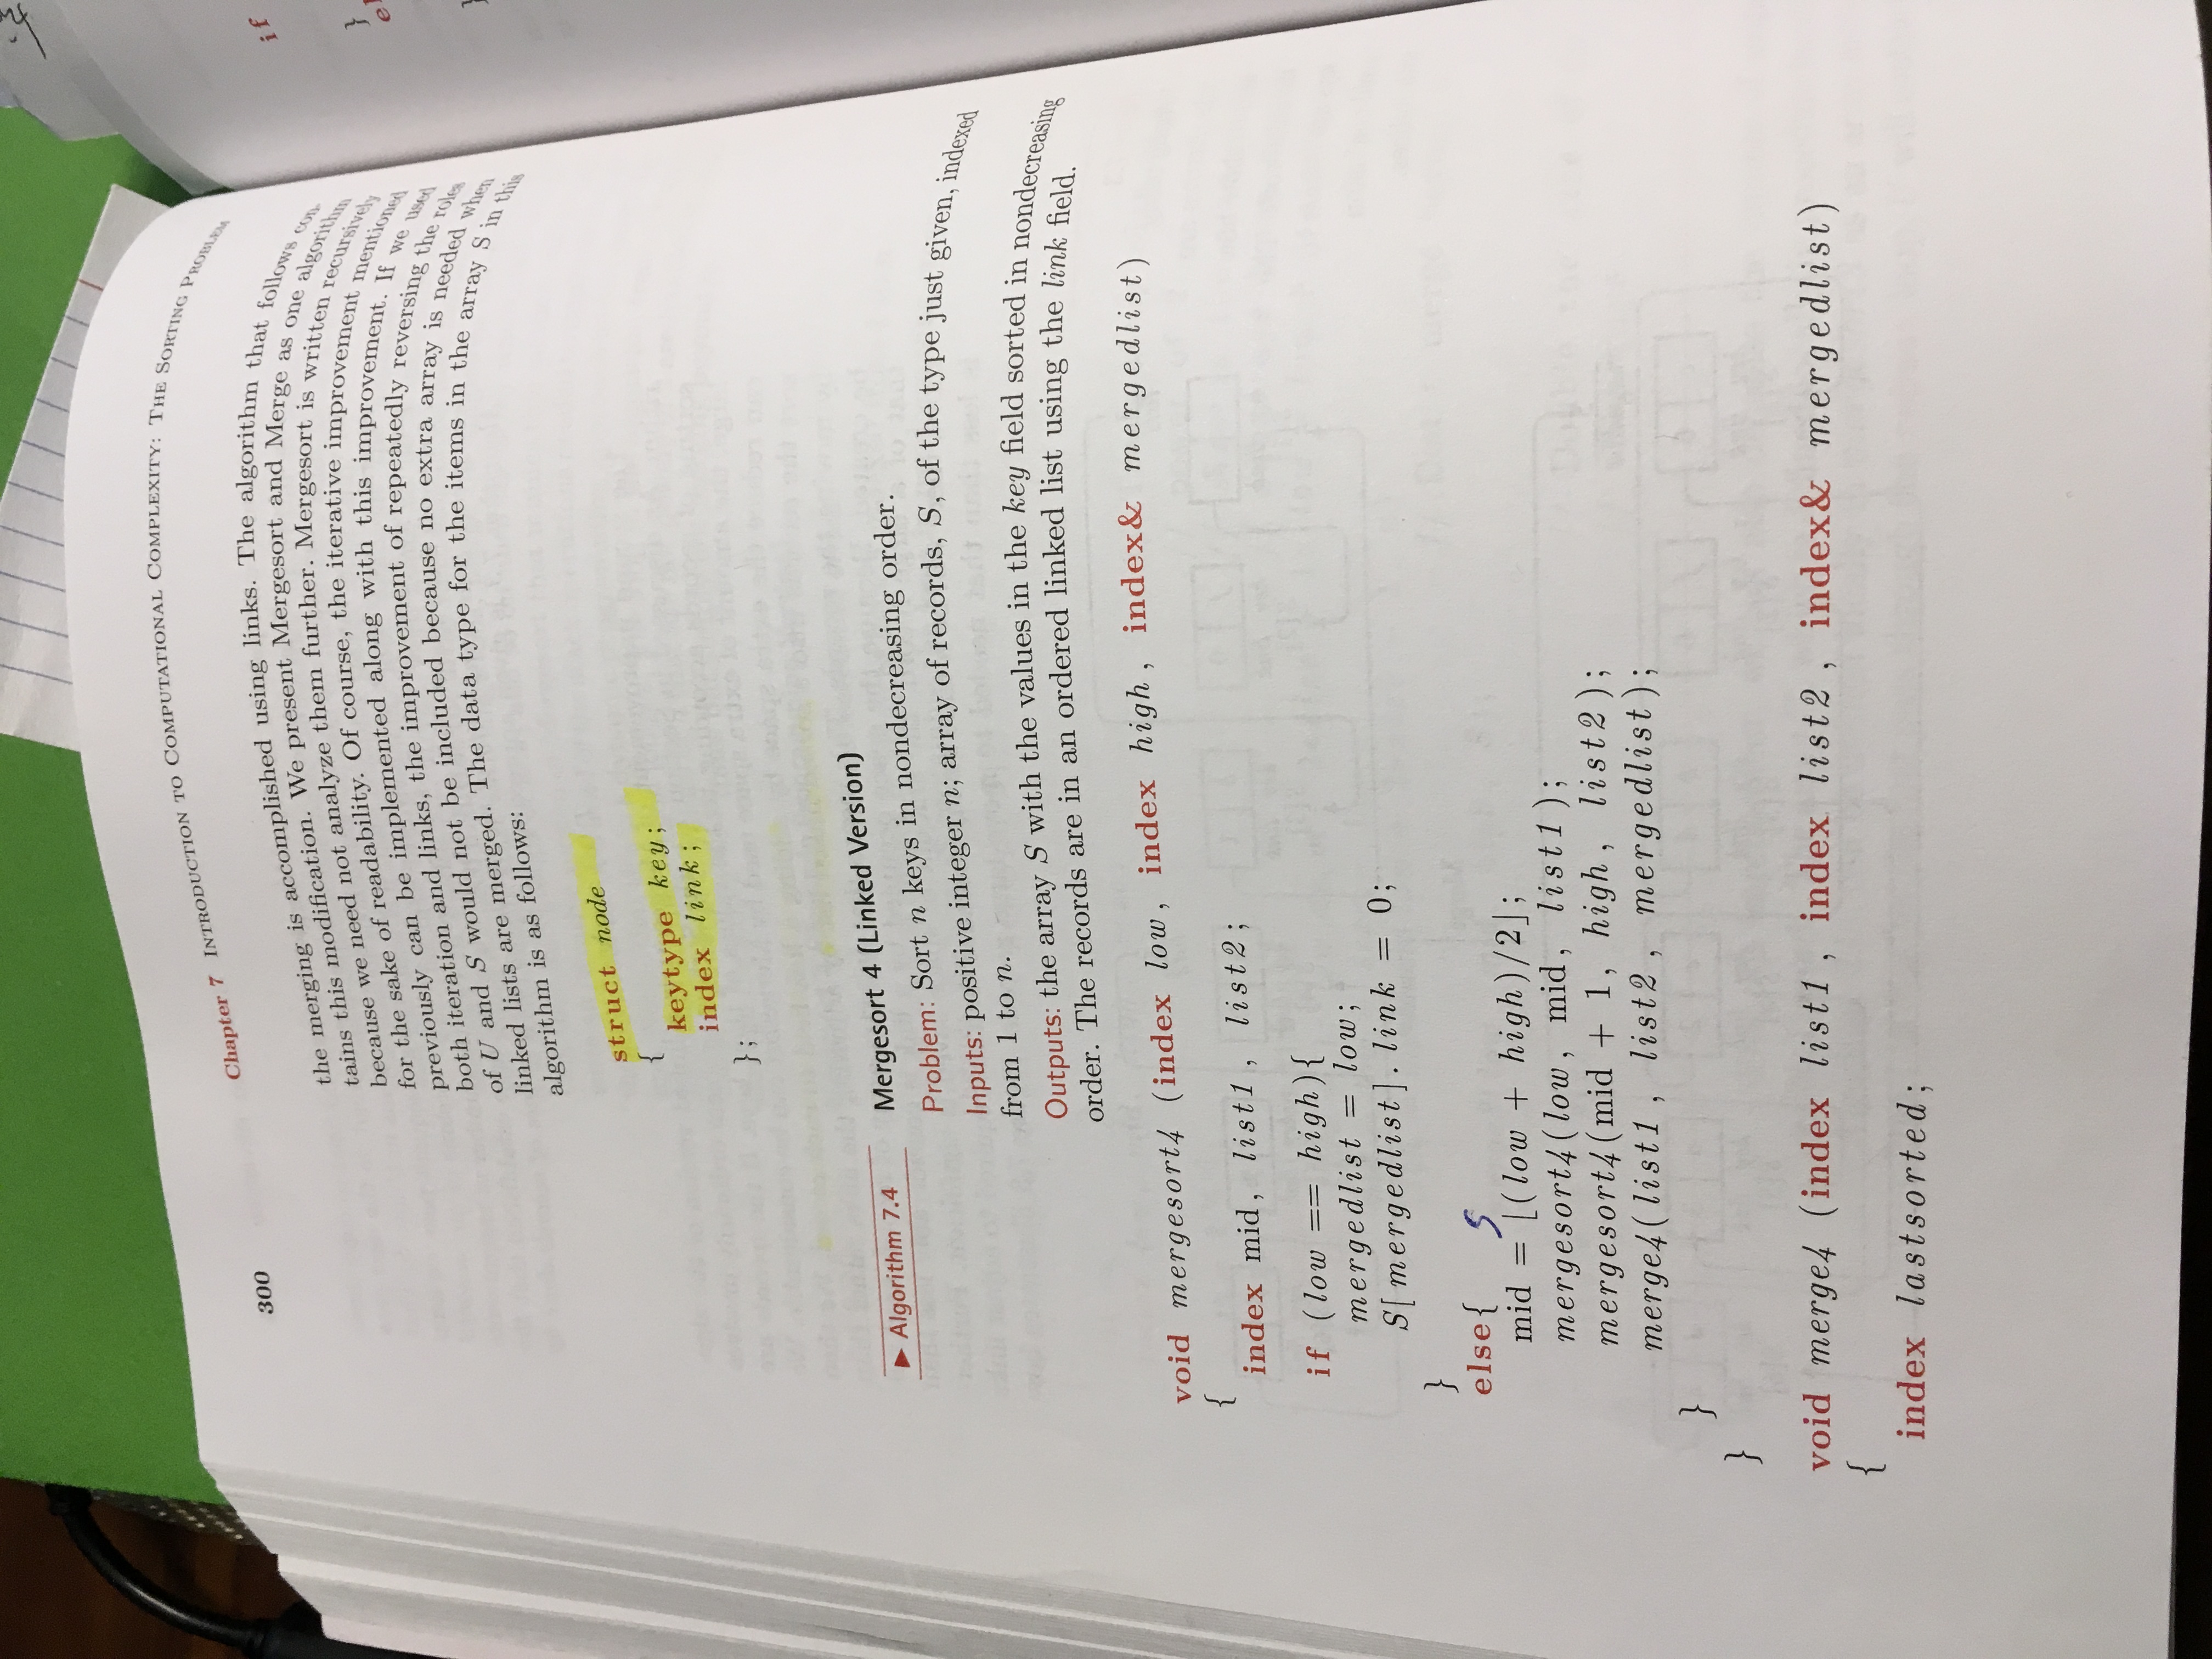 300
Chapter 7 INTRODUCTION TO COMPUTATIONAL COMPLEXITY: THE SORTING PROBLEM
the merging is accomplished using links. The algorithm that follows con-
tains this modification. We present Mergesort and Merge as one algorithm
because we need not analyze them further. Mergesort is written recursively
for the sake of readability. Of course, the iterative improvement mentioned
previously can be implemented along with this improvement. If we used
both iteration and links, the improvement of repeatedly reversing the roles
of U and S would not be included because no extra array is needed when
linked lists are merged. The data type for the items in the array S in this
algorithm is as follows:
struct node
{
keytype key;
index link;
};
▶ Algorithm 7.4
Mergesort 4 (Linked Version)
Problem: Sort n keys in nondecreasing order.
Inputs: positive integer n; array of records, S, of the type just given, indexed
from 1 to n.
Outputs: the array S with the values in the key field sorted in nondecreasing
order. The records are in an ordered linked list using the link field.
void mergesort4 (index low, index high, index& mergedlist)
{
index mid, list1, list2;
if (low == high){
mergedlist = low;
S[mergedlist].link = 0;
}
else{ S
mid = ⌊(low + high)/2⌋;
mergesort4(low, mid, list1);
mergesort4(mid + 1, high, list2);
merge4(list1, list2, mergedlist);
}
}
void merge4 (index list1, index list2, index& mergedlist)
{
index lastsorted;
if
}